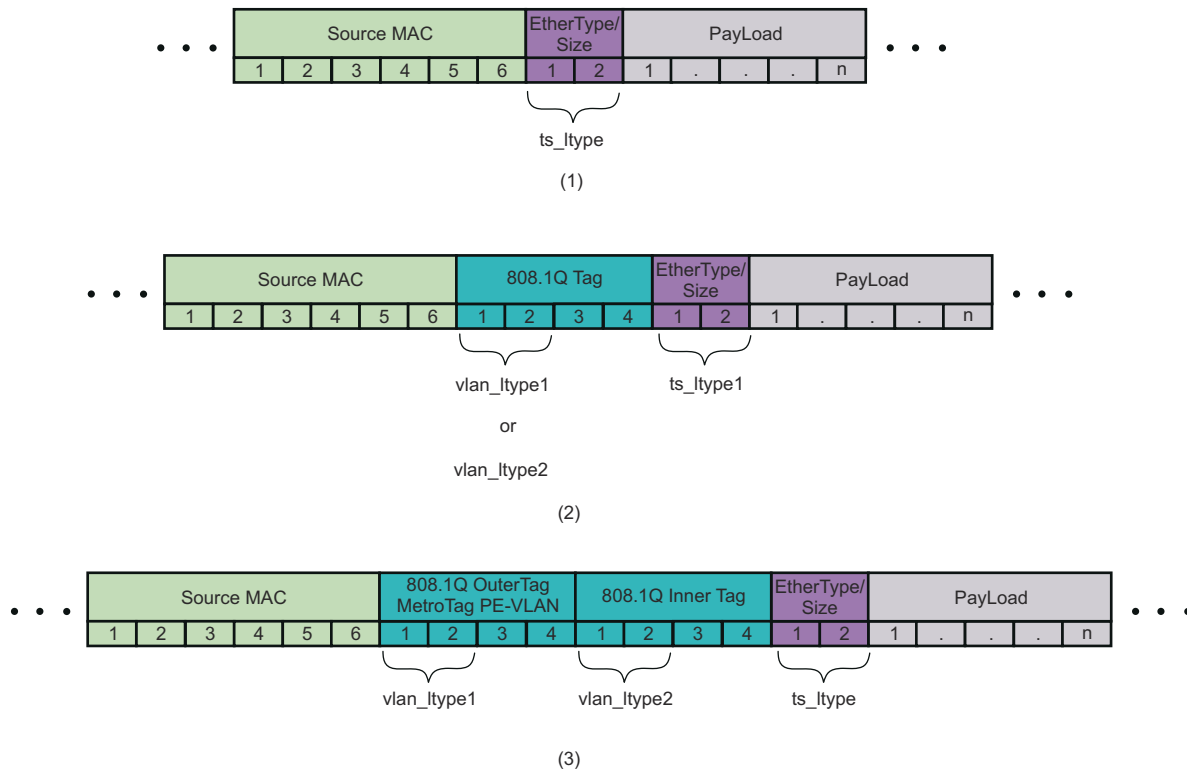 Source MAC EtherType/ Size PayLoad
1 2 3 4 5 6 1 2 1 . . . n
ts_ltype
(1)
Source MAC 808.1Q Tag EtherType/ Size PayLoad
1 2 3 4 5 6 1 2 3 4 1 2 1 . . . n
vlan_ltype1 ts_ltype1
or
vlan_ltype2
(2)
Source MAC 808.1Q OuterTag MetroTag PE-VLAN 808.1Q Inner Tag EtherType/ Size PayLoad
1 2 3 4 5 6 1 2 3 4 1 2 3 4 1 2 1 . . . n
vlan_ltype1 vlan_ltype2 ts_ltype
(3)